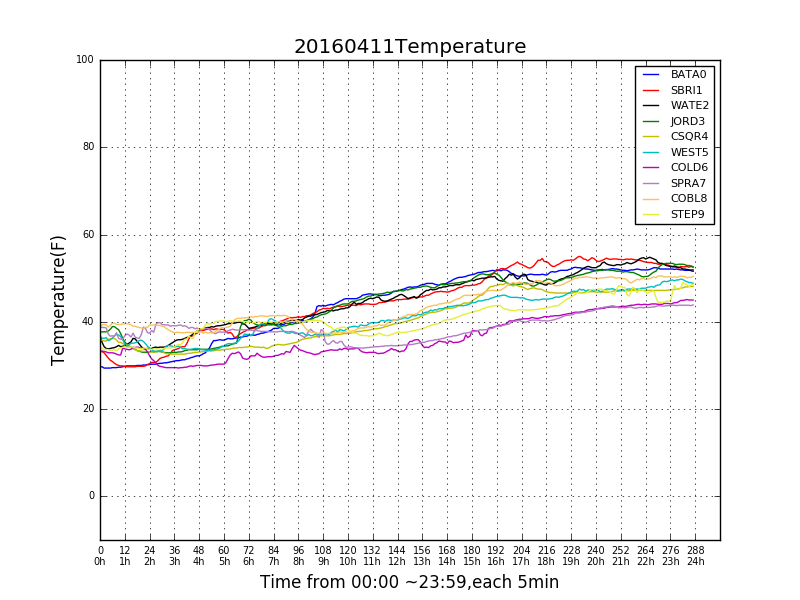 20160411Temperature
BATA0
SBRI1
WATE2
JORD3
CSQR4
WEST5
COLD6
SPRA7
COBL8
STEP9
Temperature(F)
100
80
60
40
20
0
0 12 24 36 48 60 72 84 96 108 120 132 144 156 168 180 192 204 216 228 240 252 264 276 288
0h 1h 2h 3h 4h 5h 6h 7h 8h 9h 10h 11h 12h 13h 14h 15h 16h 17h 18h 19h 20h 21h 22h 23h 24h
Time from 00:00 ~23:59,each 5min